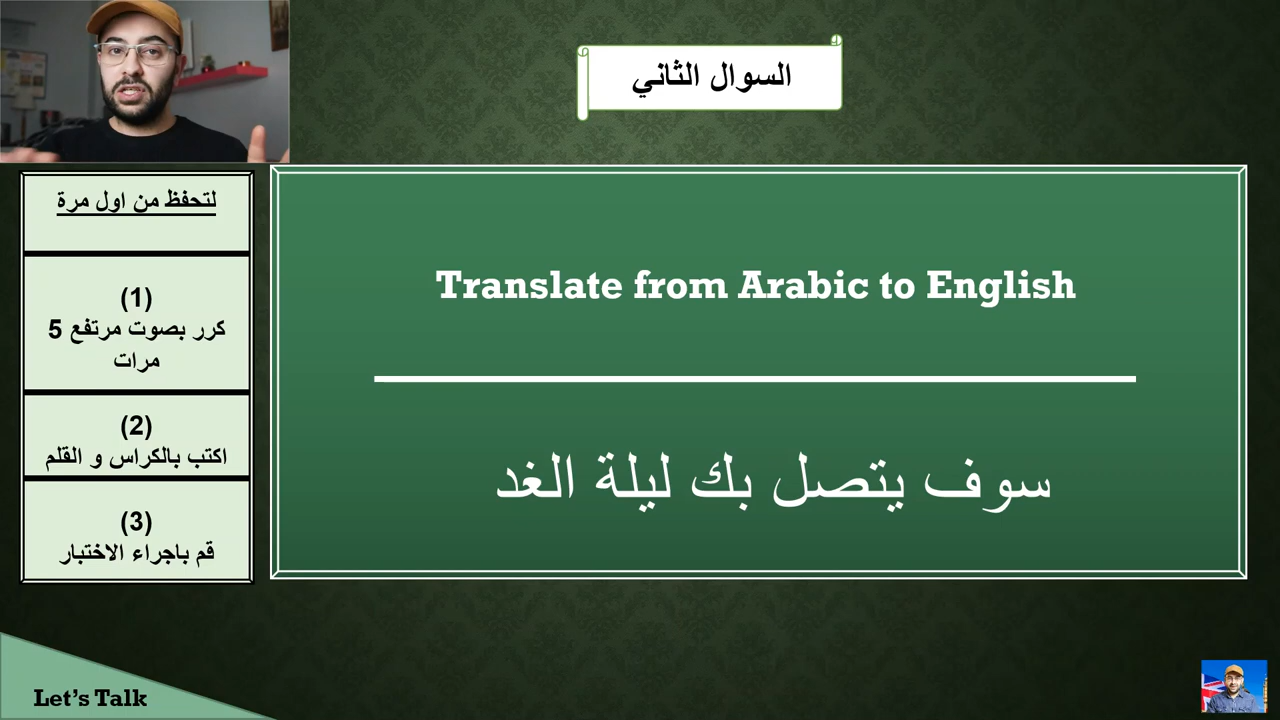 السوال الثاني
لتحفظ من اول مرة
(1)
كرر بصوت مرتفع 5
مرات
(2)
اكتب بالكراس و القلم
(3)
قم باجراء الاختبار
Translate from Arabic to English
سوف يتصل بك ليلة الغد
Let's Talk